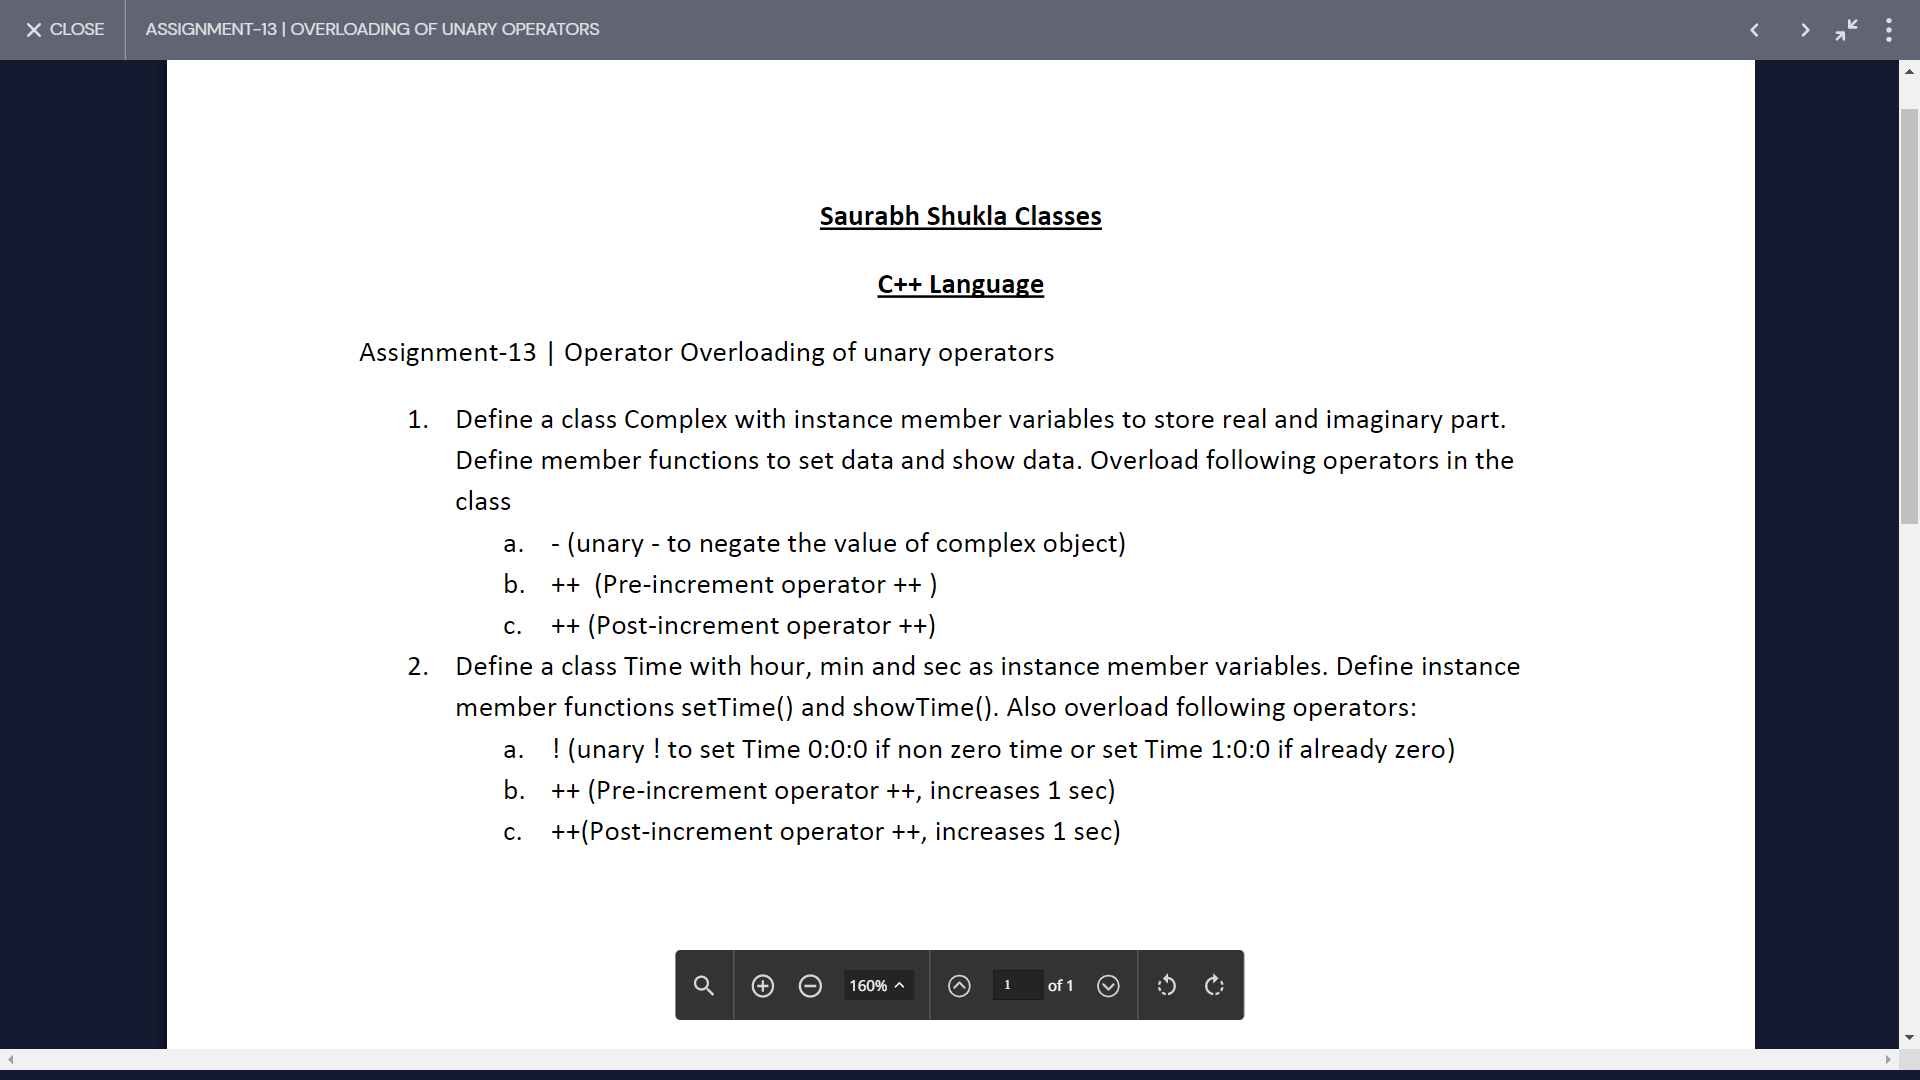 CLOSE
ASSIGNMENT-13 | OVERLOADING OF UNARY OPERATORS
Saurabh Shukla Classes
C++ Language
Assignment-13 | Operator Overloading of unary operators
1. Define a class Complex with instance member variables to store real and imaginary part.
Define member functions to set data and show data. Overload following operators in the
class
a. - (unary - to negate the value of complex object)
b. ++ (Pre-increment operator ++ )
c. ++ (Post-increment operator ++)
2. Define a class Time with hour, min and sec as instance member variables. Define instance
member functions setTime() and showTime(). Also overload following operators:
a. ! (unary ! to set Time 0:0:0 if non zero time or set Time 1:0:0 if already zero)
b. ++ (Pre-increment operator ++, increases 1 sec)
c. ++(Post-increment operator ++, increases 1 sec)
160% 1 of 1